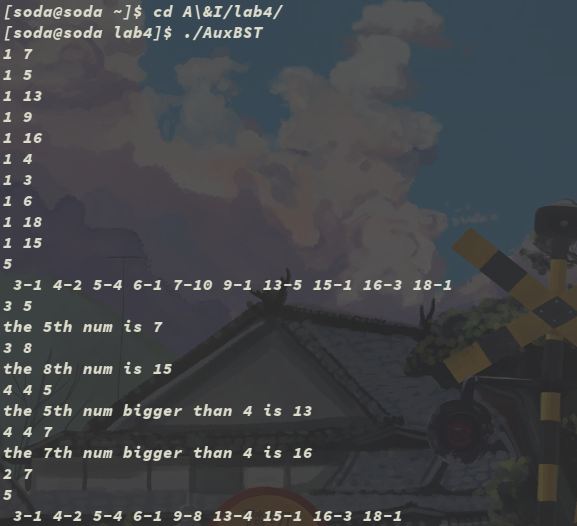 [soda@soda ~]$ cd A\&I/lab4/
[soda@soda lab4]$ ./AuxBST
1 7
1 5
1 13
1 9
1 16
1 4
1 3
1 6
1 18
1 15
5
3-1 4-2 5-4 6-1 7-10 9-1 13-5 15-1 16-3 18-1
3 5
the 5th num is 7
3 8
the 8th num is 15
4 4 5
the 5th num bigger than 4 is 13
4 4 7
the 7th num bigger than 4 is 16
2 7
5
3-1 4-2 5-4 6-1 9-8 13-4 15-1 16-3 18-1